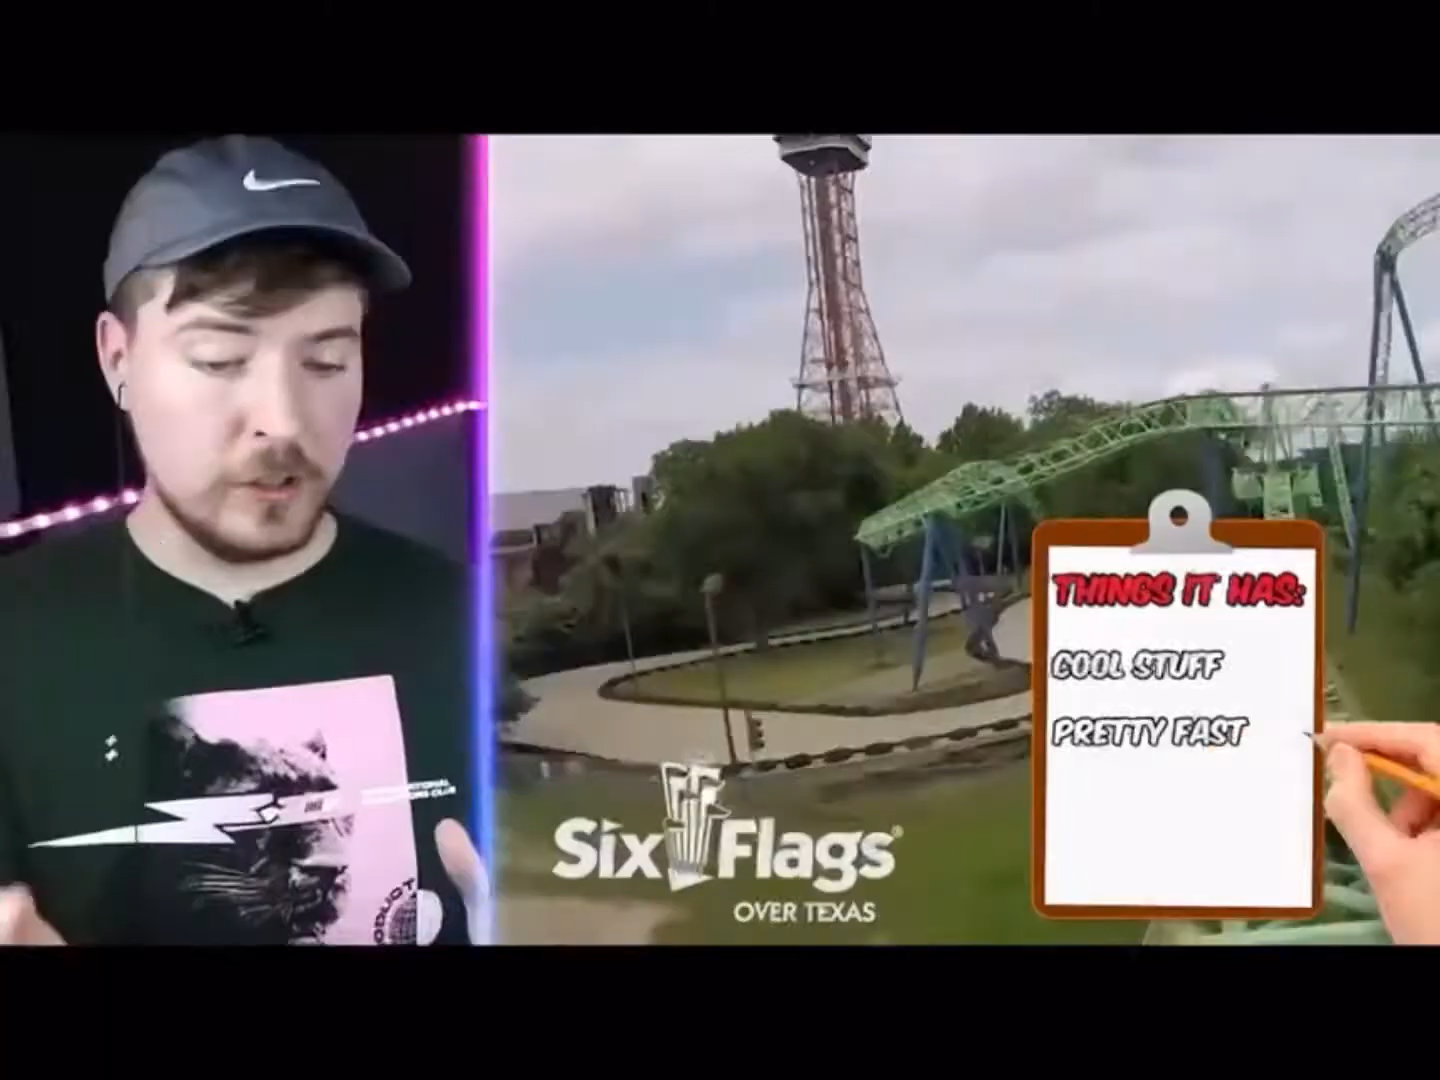 THINGS IT HAS:
COOL STUFF
PRETTY FAST
Six Flags®
OVER TEXAS